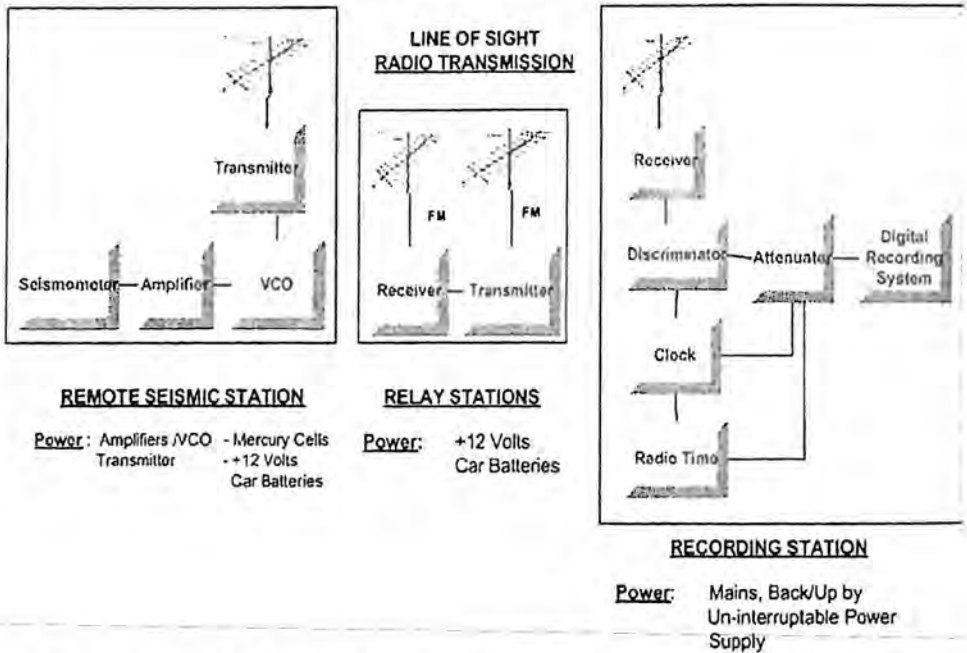 LINE OF SIGHT
RADIO TRANSMISSION
Transmitter
Seismometer
Amplifier
VCO
REMOTE SEISMIC STATION
Power : Amplifiers /VCO - Mercury Cells
Transmitter - +12 Volts
Car Batteries
FM
FM
Receiver
Transmitter
RELAY STATIONS
Power: +12 Volts
Car Batteries
Receiver
Discriminator
Attenuator
Digital
Recording
System
Clock
Radio Time
RECORDING STATION
Power: Mains, Back/Up by
Un-interruptable Power
Supply